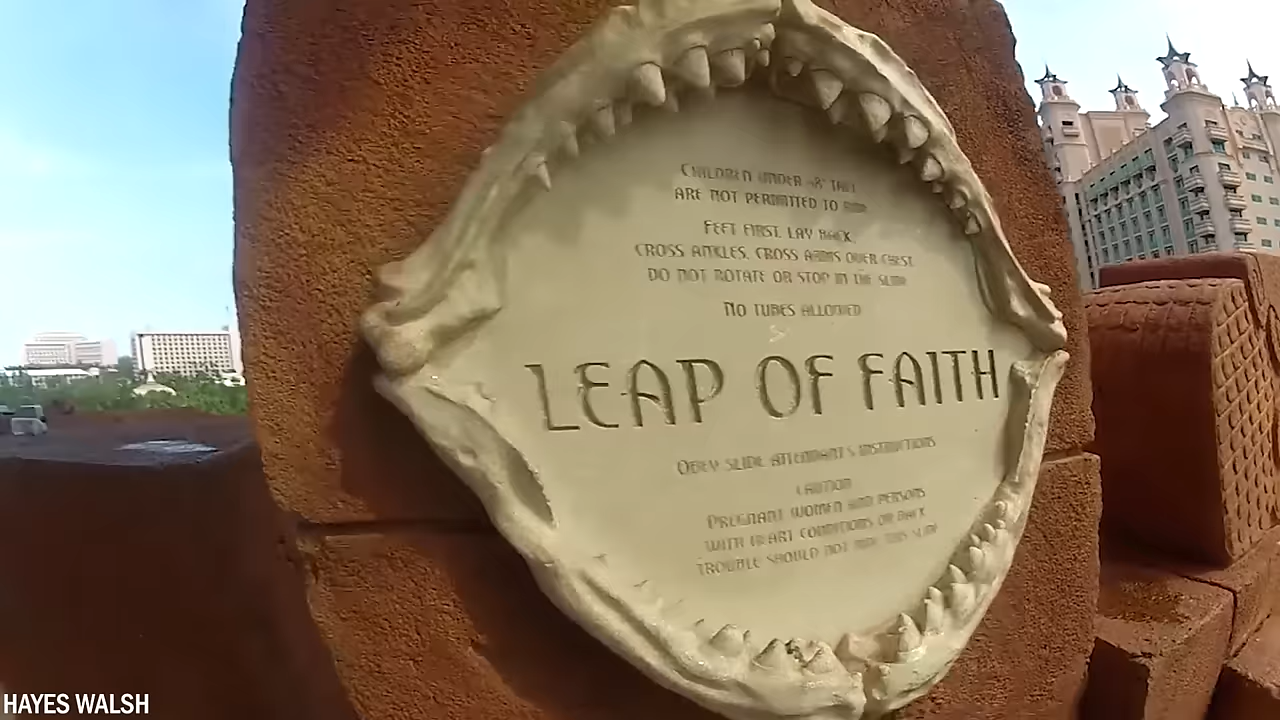 CHILDREN UNDER 48" TALL
ARE NOT PERMITTED TO RIDE
FEET FIRST, LAY BACK,
CROSS ANKLES, CROSS ARMS OVER CHEST
DO NOT ROTATE OR STOP IN THE SLIDE
NO TUBES ALLOWED
LEAP OF FAITH
OBEY SLIDE ATTENDANT'S INSTRUCTIONS
CAUTION
PREGNANT WOMEN AND PERSONS
WITH HEART CONDITIONS OR BACK
TROUBLE SHOULD NOT RIDE THIS SLIDE
HAYES WALSH